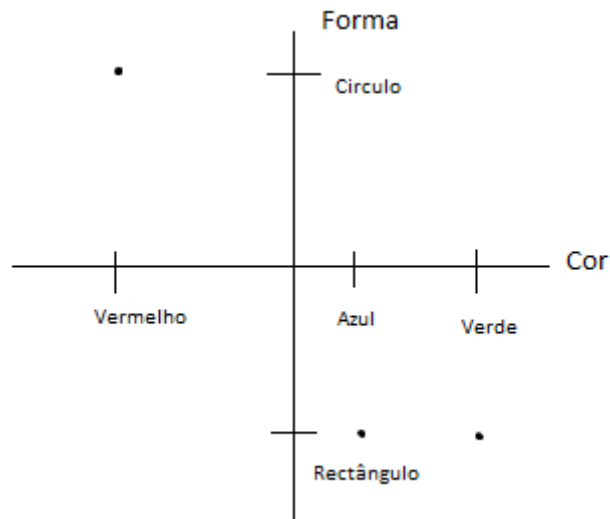 Forma
Circulo
Cor
Vermelho
Azul
Verde
Rectângulo